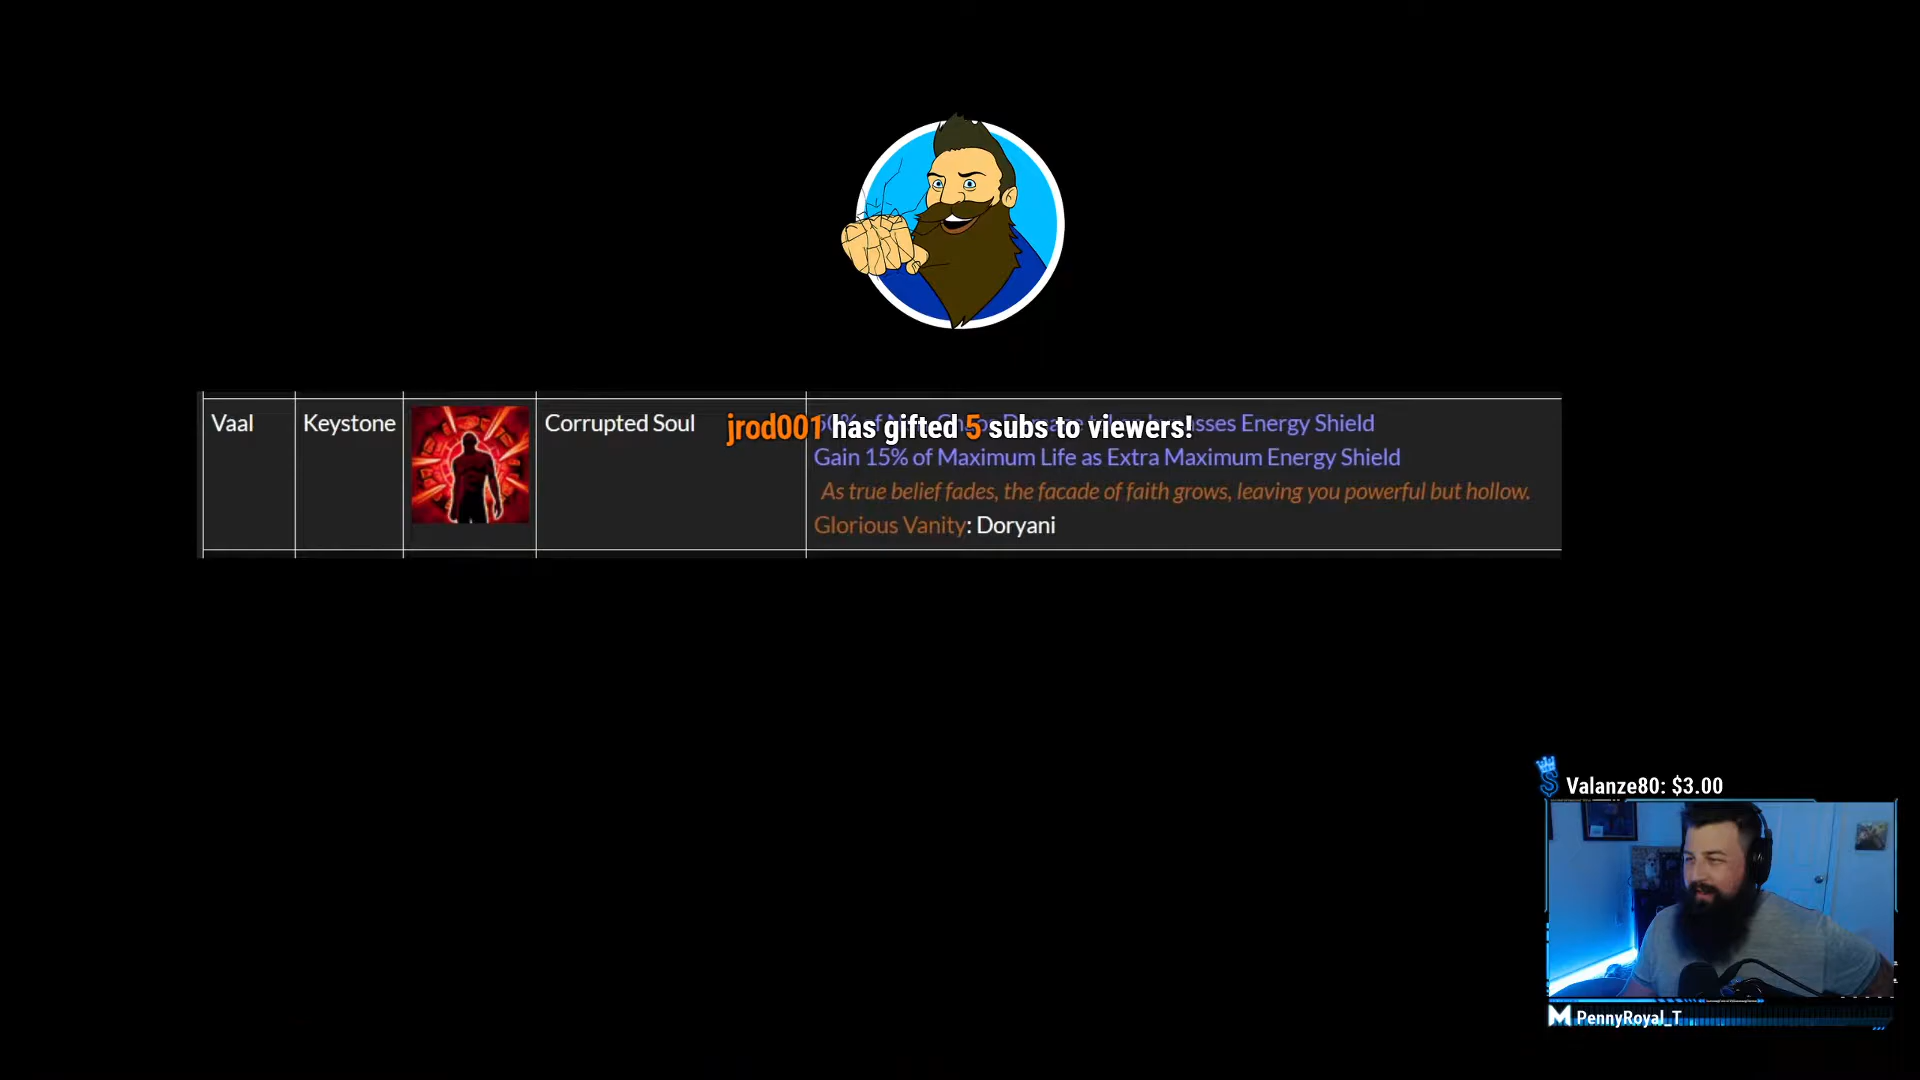 Vaal
Keystone
Corrupted Soul
jrod001 has gifted 5 subs to viewers!
Energy Shield
Gain 15% of Maximum Life as Extra Maximum Energy Shield
As true belief fades, the facade of faith grows, leaving you powerful but hollow.
Glorious Vanity: Doryani
Valanze80: $3.00
PennyRoyal_T